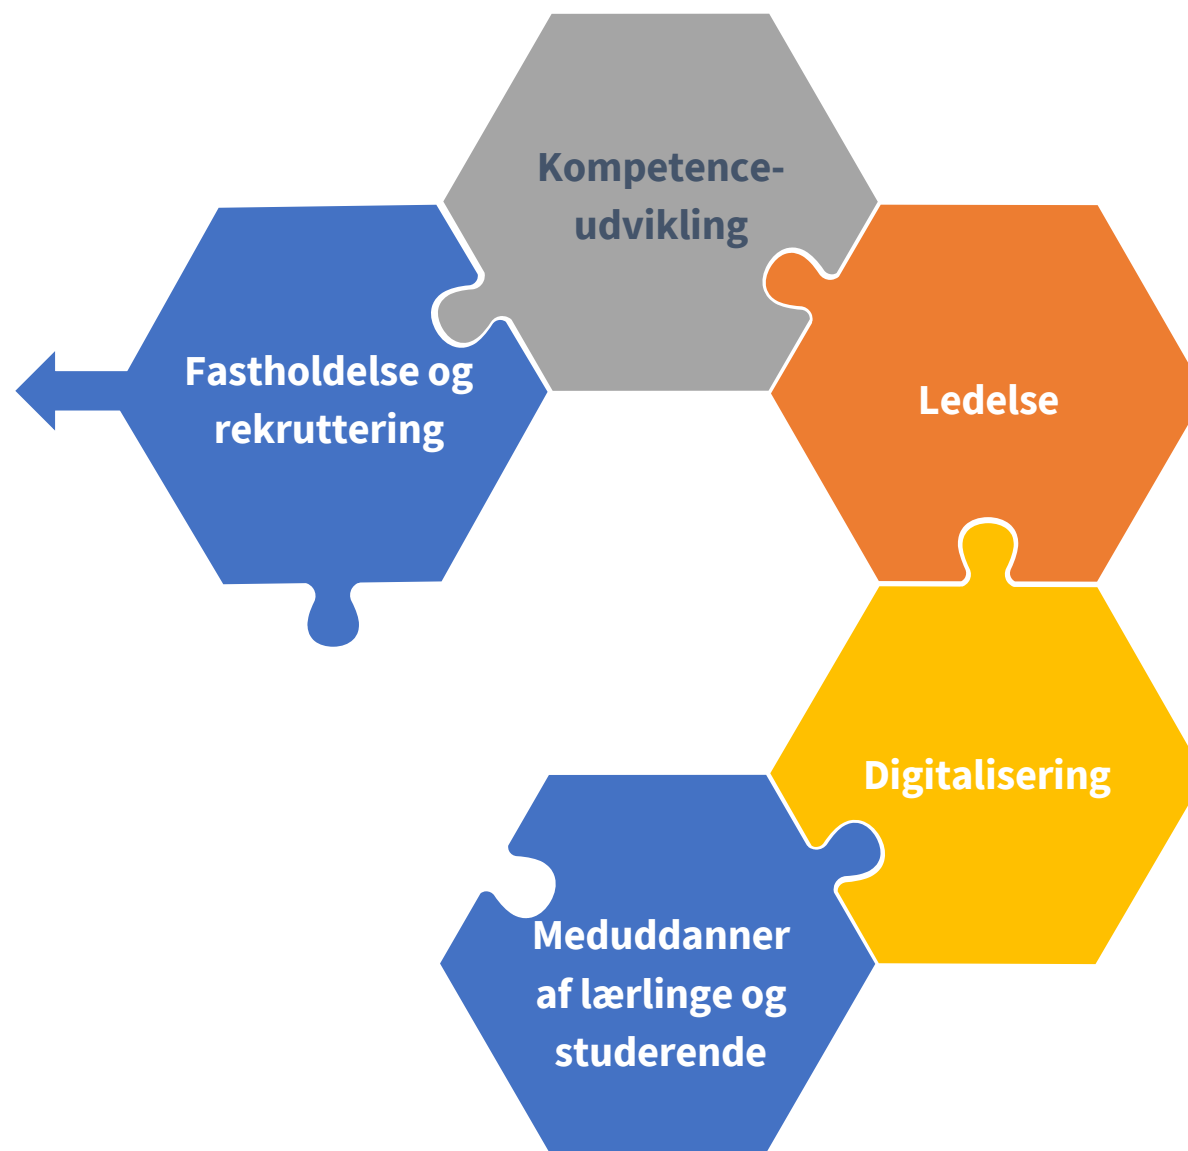 Kompetence-
udvikling
Fastholdelse og
rekruttering
Ledelse
Digitalisering
Meduddanner
af lærlinge og
studerende